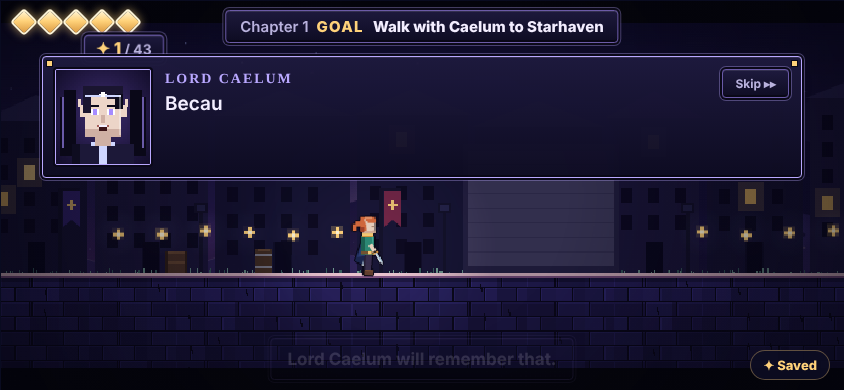 Chapter 1 GOAL Walk with Caelum to Starhaven
✦ 1 / 43
LORD CAELUM
Becau
Skip ▸▸
Lord Caelum will remember that.
✦ Saved